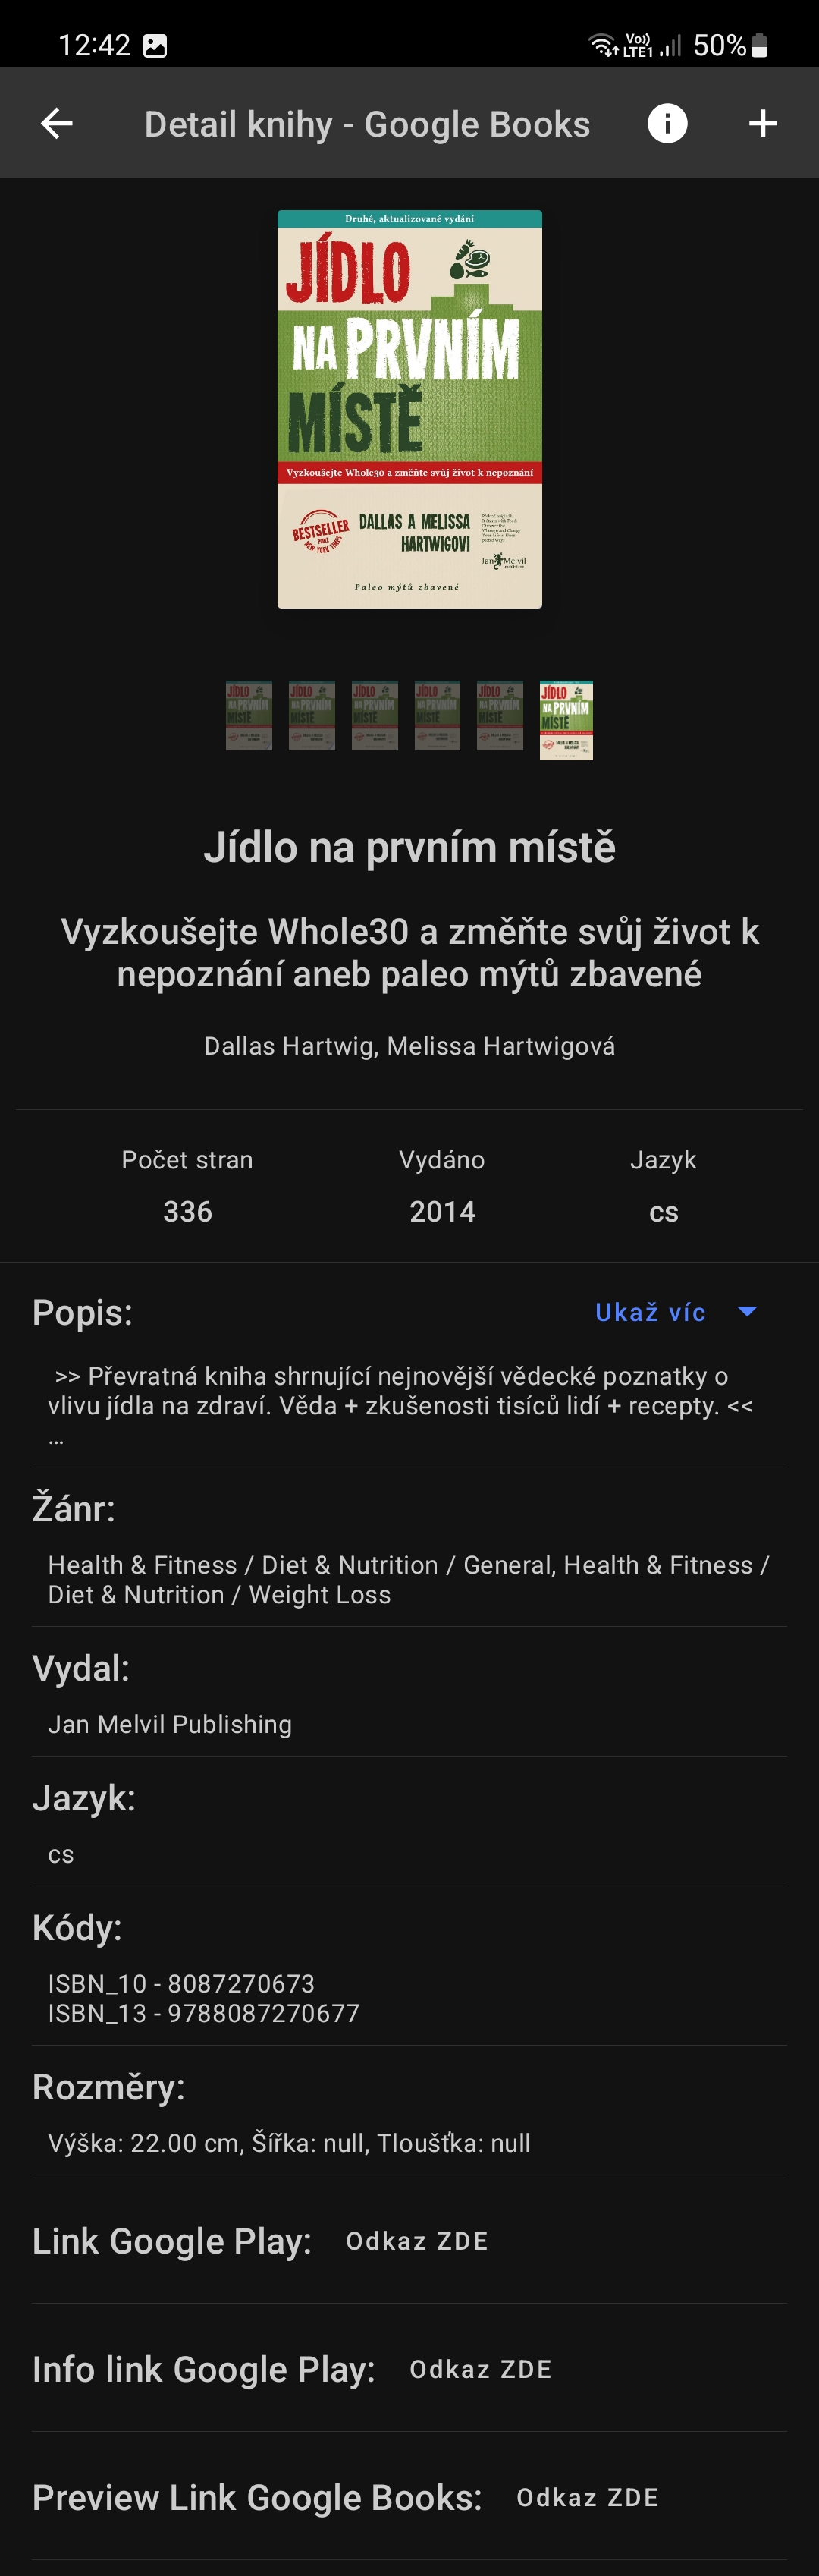 12:42
Vo)) LTE1 50%
Detail knihy - Google Books
Druhé, aktualizované vydání
JÍDLO
NA PRVNÍM
MÍSTĚ
Vyzkoušejte Whole30 a změňte svůj život k nepoznání
BESTSELLER
PODLE
NEW YORK TIMES
DALLAS A MELISSA
HARTWIGOVI
Jan Melvil
publishing
Paleo mýtů zbavené
Jídlo na prvním místě
Vyzkoušejte Whole30 a změňte svůj život k
nepoznání aneb paleo mýtů zbavené
Dallas Hartwig, Melissa Hartwigová
Počet stran Vydáno Jazyk
336 2014 cs
Popis: Ukaž víc
>> Převratná kniha shrnující nejnovější vědecké poznatky o
vlivu jídla na zdraví. Věda + zkušenosti tisíců lidí + recepty. <<
…
Žánr:
Health & Fitness / Diet & Nutrition / General, Health & Fitness /
Diet & Nutrition / Weight Loss
Vydal:
Jan Melvil Publishing
Jazyk:
cs
Kódy:
ISBN_10 - 8087270673
ISBN_13 - 9788087270677
Rozměry:
Výška: 22.00 cm, Šířka: null, Tloušťka: null
Link Google Play: Odkaz ZDE
Info link Google Play: Odkaz ZDE
Preview Link Google Books: Odkaz ZDE